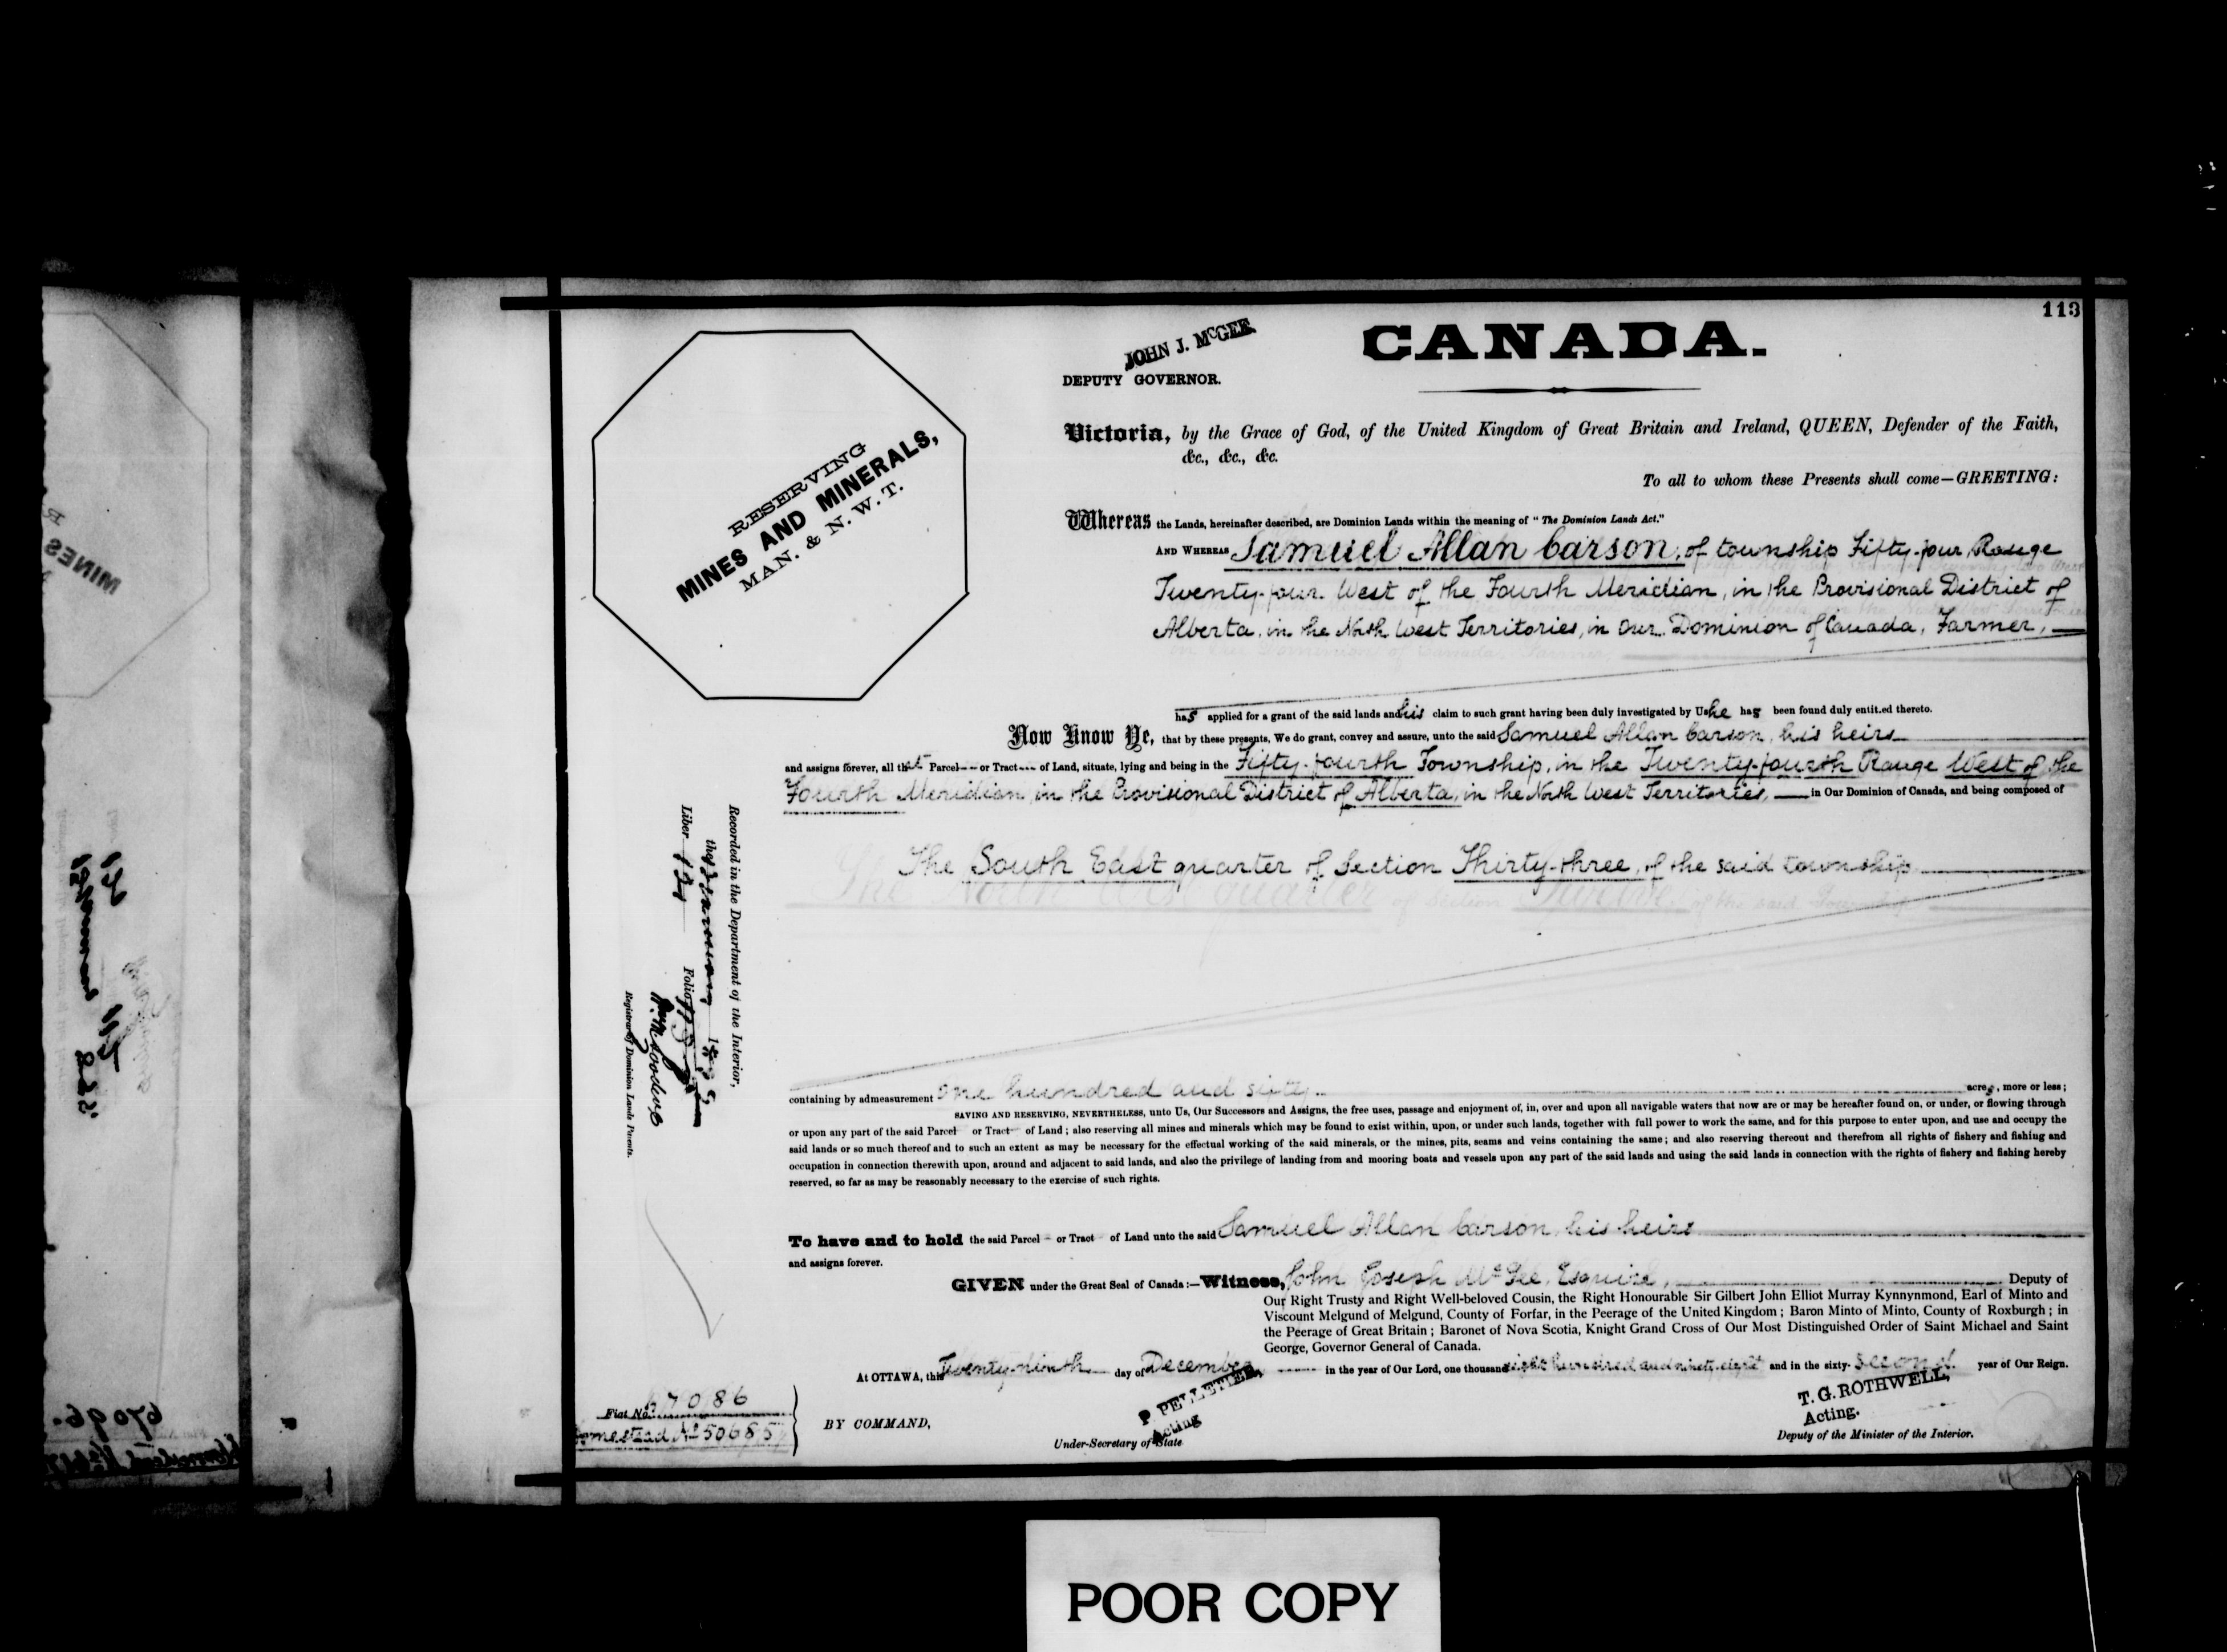 113
JOHN J. McGEE
DEPUTY GOVERNOR.
CANADA.
RESERVING
MINES AND MINERALS,
MAN. & N. W. T.
Victoria, by the Grace of God, of the United Kingdom of Great Britain and Ireland, QUEEN, Defender of the Faith,
&c., &c., &c.
To all to whom these Presents shall come—GREETING:
Whereas the Lands, hereinafter described, are Dominion Lands within the meaning of "The Dominion Lands Act."
AND WHEREAS Samuel Allan Carson, of township Fifty-four Range
Twenty-four West of the Fourth Meridian, in the Provisional District of
Alberta, in the North West Territories, in Our Dominion of Canada, Farmer,
has applied for a grant of the said lands and his claim to such grant having been duly investigated by Us he has been found duly entitled thereto.
Now Know Ye, that by these presents, We do grant, convey and assure, unto the said Samuel Allan Carson, his heirs
and assigns forever, all that Parcel or Tract of Land, situate, lying and being in the Fifty-fourth Township, in the Twenty-fourth Range West of the
Fourth Meridian, in the Provisional District of Alberta, in the North West Territories, in Our Dominion of Canada, and being composed of
The South East quarter of Section Thirty-three, of the said township
containing by admeasurement One hundred and sixty acres, more or less;
SAVING AND RESERVING, NEVERTHELESS, unto Us, Our Successors and Assigns, the free uses, passage and enjoyment of, in, over and upon all navigable waters that now are or may be hereafter found on, or under, or flowing through
or upon any part of the said Parcel or Tract of Land; also reserving all mines and minerals which may be found to exist within, upon, or under such lands, together with full power to work the same, and for this purpose to enter upon, and use and occupy the
said lands or so much thereof and to such an extent as may be necessary for the effectual working of the said minerals, or the mines, pits, seams and veins containing the same; and also reserving thereout and therefrom all rights of fishery and fishing and
occupation in connection therewith upon, around and adjacent to said lands, and also the privilege of landing from and mooring boats and vessels upon any part of the said lands and using the said lands in connection with the rights of fishery and fishing hereby
reserved, so far as may be reasonably necessary to the exercise of such rights.
To have and to hold the said Parcel or Tract of Land unto the said Samuel Allan Carson, his heirs
and assigns forever.
GIVEN under the Great Seal of Canada:—Witness, John Joseph McGee, Esquire, Deputy of
Our Right Trusty and Right Well-beloved Cousin, the Right Honourable Sir Gilbert John Elliot Murray Kynnynmond, Earl of Minto and
Viscount Melgund of Melgund, County of Forfar, in the Peerage of the United Kingdom; Baron Minto of Minto, County of Roxburgh; in
the Peerage of Great Britain; Baronet of Nova Scotia, Knight Grand Cross of Our Most Distinguished Order of Saint Michael and Saint
George, Governor General of Canada.
At OTTAWA, this Twenty-ninth day of December in the year of Our Lord, one thousand eight hundred and ninety-eight and in the sixty-second year of Our Reign.
BY COMMAND,
P. PELLETIER,
Acting
Under-Secretary of State
T. G. ROTHWELL,
Acting.
Deputy of the Minister of the Interior.
Fiat No. 67086
Homestead No 50685
Recorded in the Department of the Interior,
the January 1899
Liber 121 Folio 113
Registrar of Dominion Lands Patents.
POOR COPY